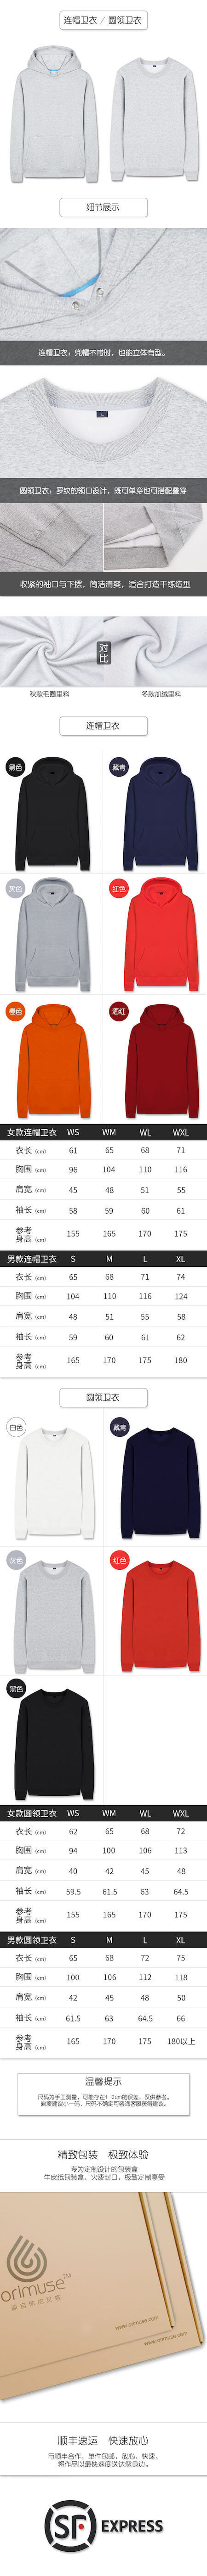 连帽卫衣 / 圆领卫衣
细节展示
连帽卫衣：兜帽不用时，也能立体有型。
L
圆领卫衣：罗纹的领口设计，既可单穿也可搭配叠穿
收紧的袖口与下摆，简洁清爽，适合打造干练造型
对比
秋款毛圈里料 冬款加绒里料
连帽卫衣
黑色 藏青
灰色 红色
橙色 酒红
女款连帽卫衣 WS WM WL WXL
衣长 (cm) 61 65 68 71
胸围 (cm) 96 104 110 116
肩宽 (cm) 45 48 51 55
袖长 (cm) 58 59 60 61
参考身高 (cm) 155 165 170 175
男款连帽卫衣 S M L XL
衣长 (cm) 65 68 71 74
胸围 (cm) 104 110 116 124
肩宽 (cm) 48 51 55 58
袖长 (cm) 59 60 61 62
参考身高 (cm) 165 170 175 180
圆领卫衣
白色 藏青
灰色 红色
黑色
女款圆领卫衣 WS WM WL WXL
衣长 (cm) 62 65 68 72
胸围 (cm) 94 100 106 113
肩宽 (cm) 40 42 45 48
袖长 (cm) 59.5 61.5 63 64.5
参考身高 (cm) 155 165 170 175
男款圆领卫衣 S M L XL
衣长 (cm) 65 68 72 75
胸围 (cm) 100 106 112 118
肩宽 (cm) 42 45 48 50
袖长 (cm) 61.5 63 64.5 66
参考身高 (cm) 165 170 175 180以上
温馨提示
尺码为手工测量，可能存在1-3cm的误差，仅供参考。
偏瘦建议小一码，尺码不确定可咨询客服获得建议。
精致包装 极致体验
专为定制设计的包装盒
牛皮纸包装盒，火漆封口，极致定制享受
orimuse™
www.orimuse.com
www.orimuse.com
顺丰速运 快速放心
与顺丰合作，单件包邮，放心，快速，
将作品以最快速度送达您身边。
SF EXPRESS